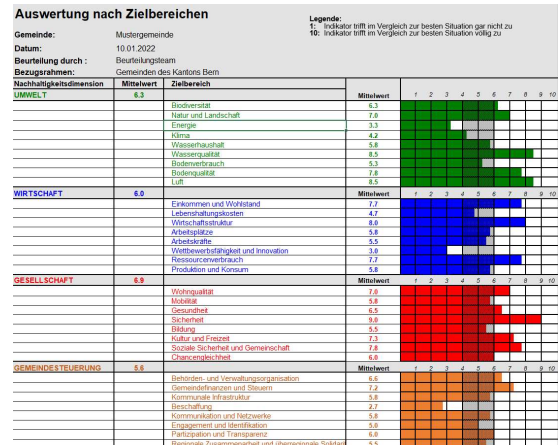 Auswertung nach Zielbereichen
Legende:
1: Indikator trifft im Vergleich zur besten Situation gar nicht zu
10: Indikator trifft im Vergleich zur besten Situation völlig zu
Gemeinde: Mustergemeinde
Datum: 10.01.2022
Beurteilung durch : Beurteilungsteam
Bezugsrahmen: Gemeinden des Kantons Bern
Nachhaltigkeitsdimension Mittelwert Zielbereich
UMWELT 6.3 Mittelwert 1 2 3 4 5 6 7 8 9 10
Biodiversität 6.3
Natur und Landschaft 7.0
Energie 3.3
Klima 4.2
Wasserhaushalt 5.8
Wasserqualität 8.5
Bodenverbrauch 5.3
Bodenqualität 7.8
Luft 8.5
WIRTSCHAFT 6.0 Mittelwert 1 2 3 4 5 6 7 8 9 10
Einkommen und Wohlstand 7.7
Lebenshaltungskosten 4.7
Wirtschaftsstruktur 8.0
Arbeitsplätze 5.8
Arbeitskräfte 5.5
Wettbewerbsfähigkeit und Innovation 3.0
Ressourcenverbrauch 7.7
Produktion und Konsum 5.8
GESELLSCHAFT 6.9 Mittelwert 1 2 3 4 5 6 7 8 9 10
Wohnqualität 7.0
Mobilität 5.8
Gesundheit 6.5
Sicherheit 9.0
Bildung 5.5
Kultur und Freizeit 7.3
Soziale Sicherheit und Gemeinschaft 7.8
Chancengleichheit 6.0
GEMEINDESTEUERUNG 5.6 Mittelwert 1 2 3 4 5 6 7 8 9 10
Behörden- und Verwaltungsorganisation 6.6
Gemeindefinanzen und Steuern 7.2
Kommunale Infrastruktur 5.8
Beschaffung 2.7
Kommunikation und Netzwerke 5.8
Engagement und Identifikation 5.0
Partizipation und Transparenz 6.0
Regionale Zusammenarbeit und überregionale Solidari 5.5